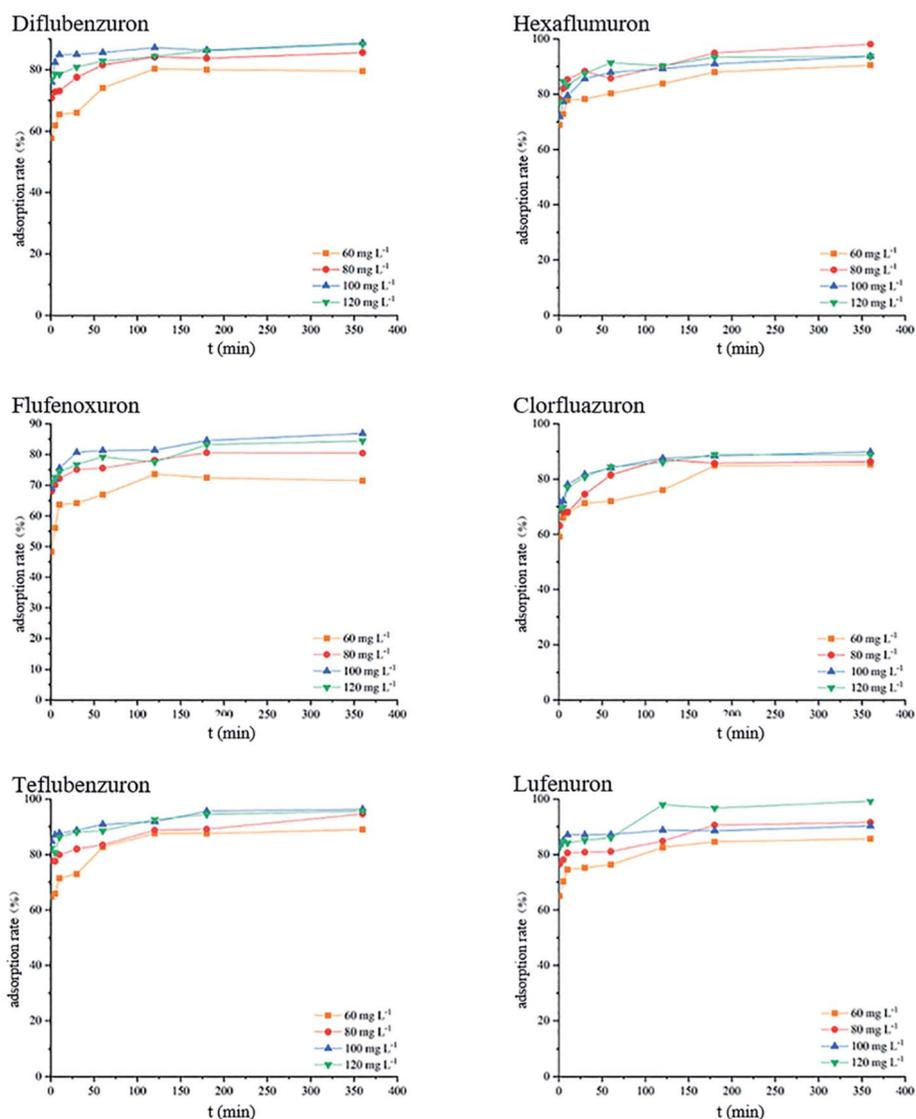 Diflubenzuron
adsorption rate (%)
80
60
40
20
0
60 mg L⁻¹
80 mg L⁻¹
100 mg L⁻¹
120 mg L⁻¹
0 50 100 150 200 250 300 350 400
t (min)
Hexaflumuron
adsorption rate (%)
100
80
60
40
20
0
60 mg L⁻¹
80 mg L⁻¹
100 mg L⁻¹
120 mg L⁻¹
0 50 100 150 200 250 300 350 400
t (min)
Flufenoxuron
adsorption rate (%)
90
80
70
60
50
40
30
20
10
0
60 mg L⁻¹
80 mg L⁻¹
100 mg L⁻¹
120 mg L⁻¹
0 50 100 150 200 250 300 350 400
t (min)
Clorfluazuron
adsorption rate (%)
100
80
60
40
20
0
60 mg L⁻¹
80 mg L⁻¹
100 mg L⁻¹
120 mg L⁻¹
0 50 100 150 200 250 300 350 400
t (min)
Teflubenzuron
adsorption rate (%)
100
80
60
40
20
0
60 mg L⁻¹
80 mg L⁻¹
100 mg L⁻¹
120 mg L⁻¹
0 50 100 150 200 250 300 350 400
t (min)
Lufenuron
adsorption rate (%)
100
80
60
40
20
0
60 mg L⁻¹
80 mg L⁻¹
100 mg L⁻¹
120 mg L⁻¹
0 50 100 150 200 250 300 350 400
t (min)